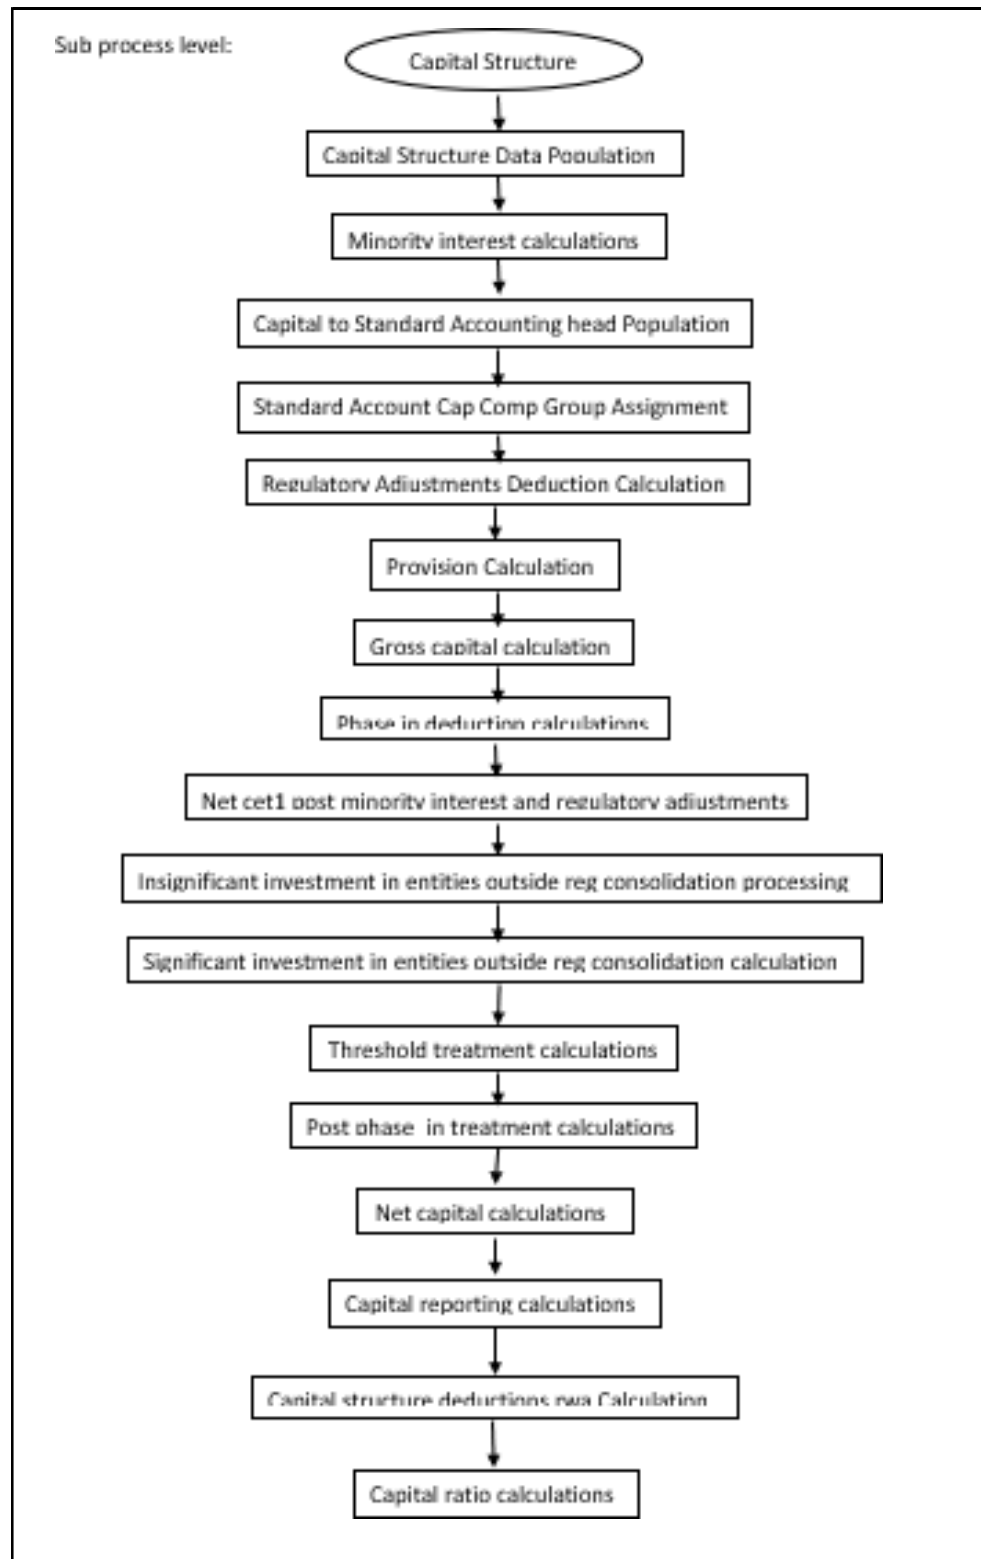 Sub process level:
Capital Structure
Capital Structure Data Population
Minority interest calculations
Capital to Standard Accounting head Population
Standard Account Cap Comp Group Assignment
Regulatory Adjustments Deduction Calculation
Provision Calculation
Gross capital calculation
Phase in deduction calculations
Net cet1 post minority interest and regulatory adjustments
Insignificant investment in entities outside reg consolidation processing
Significant investment in entities outside reg consolidation calculation
Threshold treatment calculations
Post phase in treatment calculations
Net capital calculations
Capital reporting calculations
Capital structure deductions rwa Calculation
Capital ratio calculations